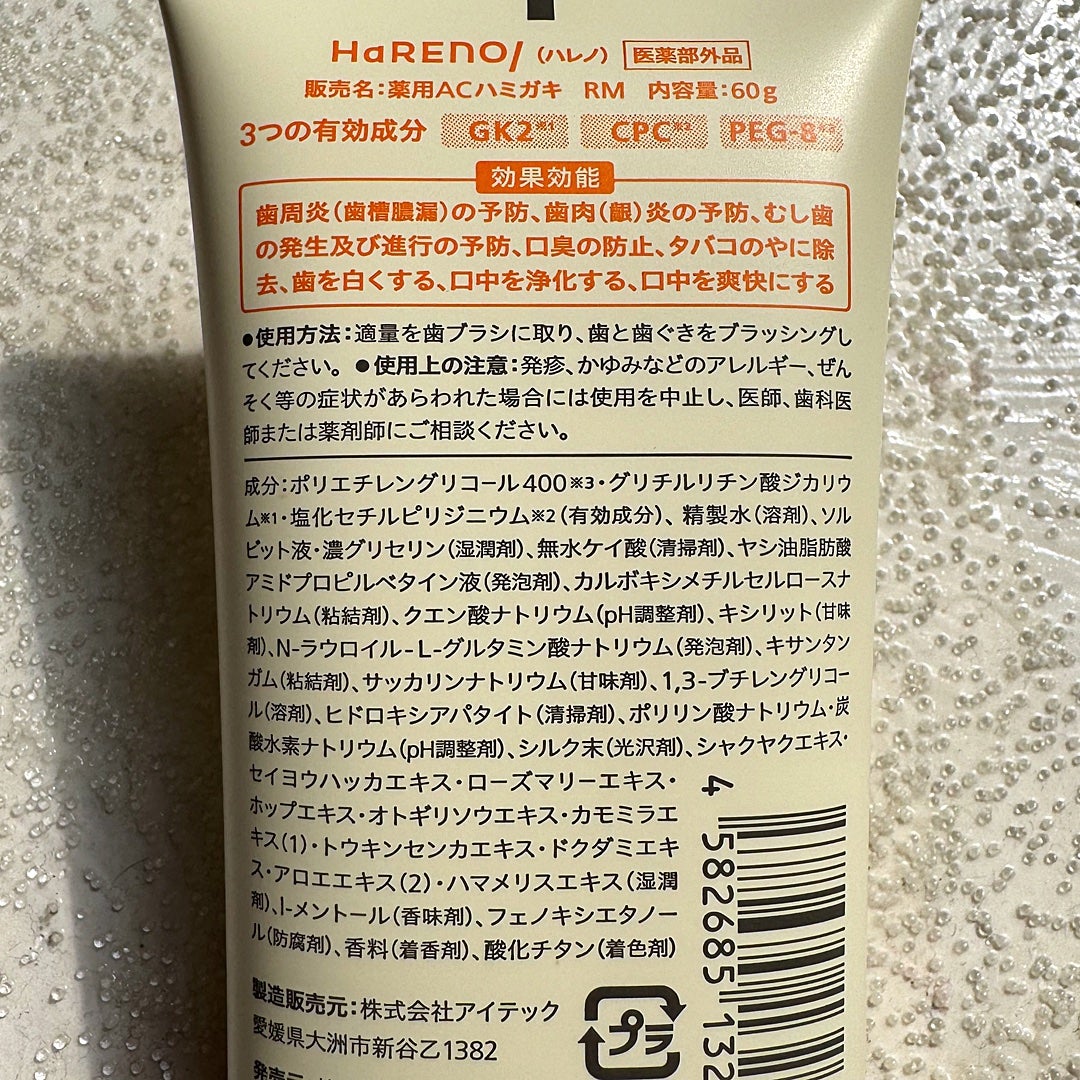 HaRENO/（ハレノ） 医薬部外品
販売名：薬用ACハミガキ RM 内容量：60g
3つの有効成分 GK2※1 CPC※2 PEG-8※3
効果効能
歯周炎（歯槽膿漏）の予防、歯肉（齦）炎の予防、むし歯
の発生及び進行の予防、口臭の防止、タバコのやに除
去、歯を白くする、口中を浄化する、口中を爽快にする
●使用方法：適量を歯ブラシに取り、歯と歯ぐきをブラッシングし
てください。 ●使用上の注意：発疹、かゆみなどのアレルギー、ぜん
そく等の症状があらわれた場合には使用を中止し、医師、歯科医
師または薬剤師にご相談ください。
成分：ポリエチレングリコール400※3・グリチルリチン酸ジカリウ
ム※1・塩化セチルピリジニウム※2（有効成分）、精製水（溶剤）、ソル
ビット液・濃グリセリン（湿潤剤）、無水ケイ酸（清掃剤）、ヤシ油脂肪酸
アミドプロピルベタイン液（発泡剤）、カルボキシメチルセルロースナ
トリウム（粘結剤）、クエン酸ナトリウム（pH調整剤）、キシリット（甘味
剤）、N-ラウロイル-L-グルタミン酸ナトリウム（発泡剤）、キサンタン
ガム（粘結剤）、サッカリンナトリウム（甘味剤）、1,3-ブチレングリコー
ル（溶剤）、ヒドロキシアパタイト（清掃剤）、ポリリン酸ナトリウム・炭
酸水素ナトリウム（pH調整剤）、シルク末（光沢剤）、シャクヤクエキス・
セイヨウハッカエキス・ローズマリーエキス・
ホップエキス・オトギリソウエキス・カモミラエ
キス（1）・トウキンセンカエキス・ドクダミエキ
ス・アロエエキス（2）・ハマメリスエキス（湿潤
剤）、l-メントール（香味剤）、フェノキシエタノー
ル（防腐剤）、香料（着香剤）、酸化チタン（着色剤）
製造販売元：株式会社アイテック
愛媛県大洲市新谷乙1382
発売元：
プラ
4 582685 132